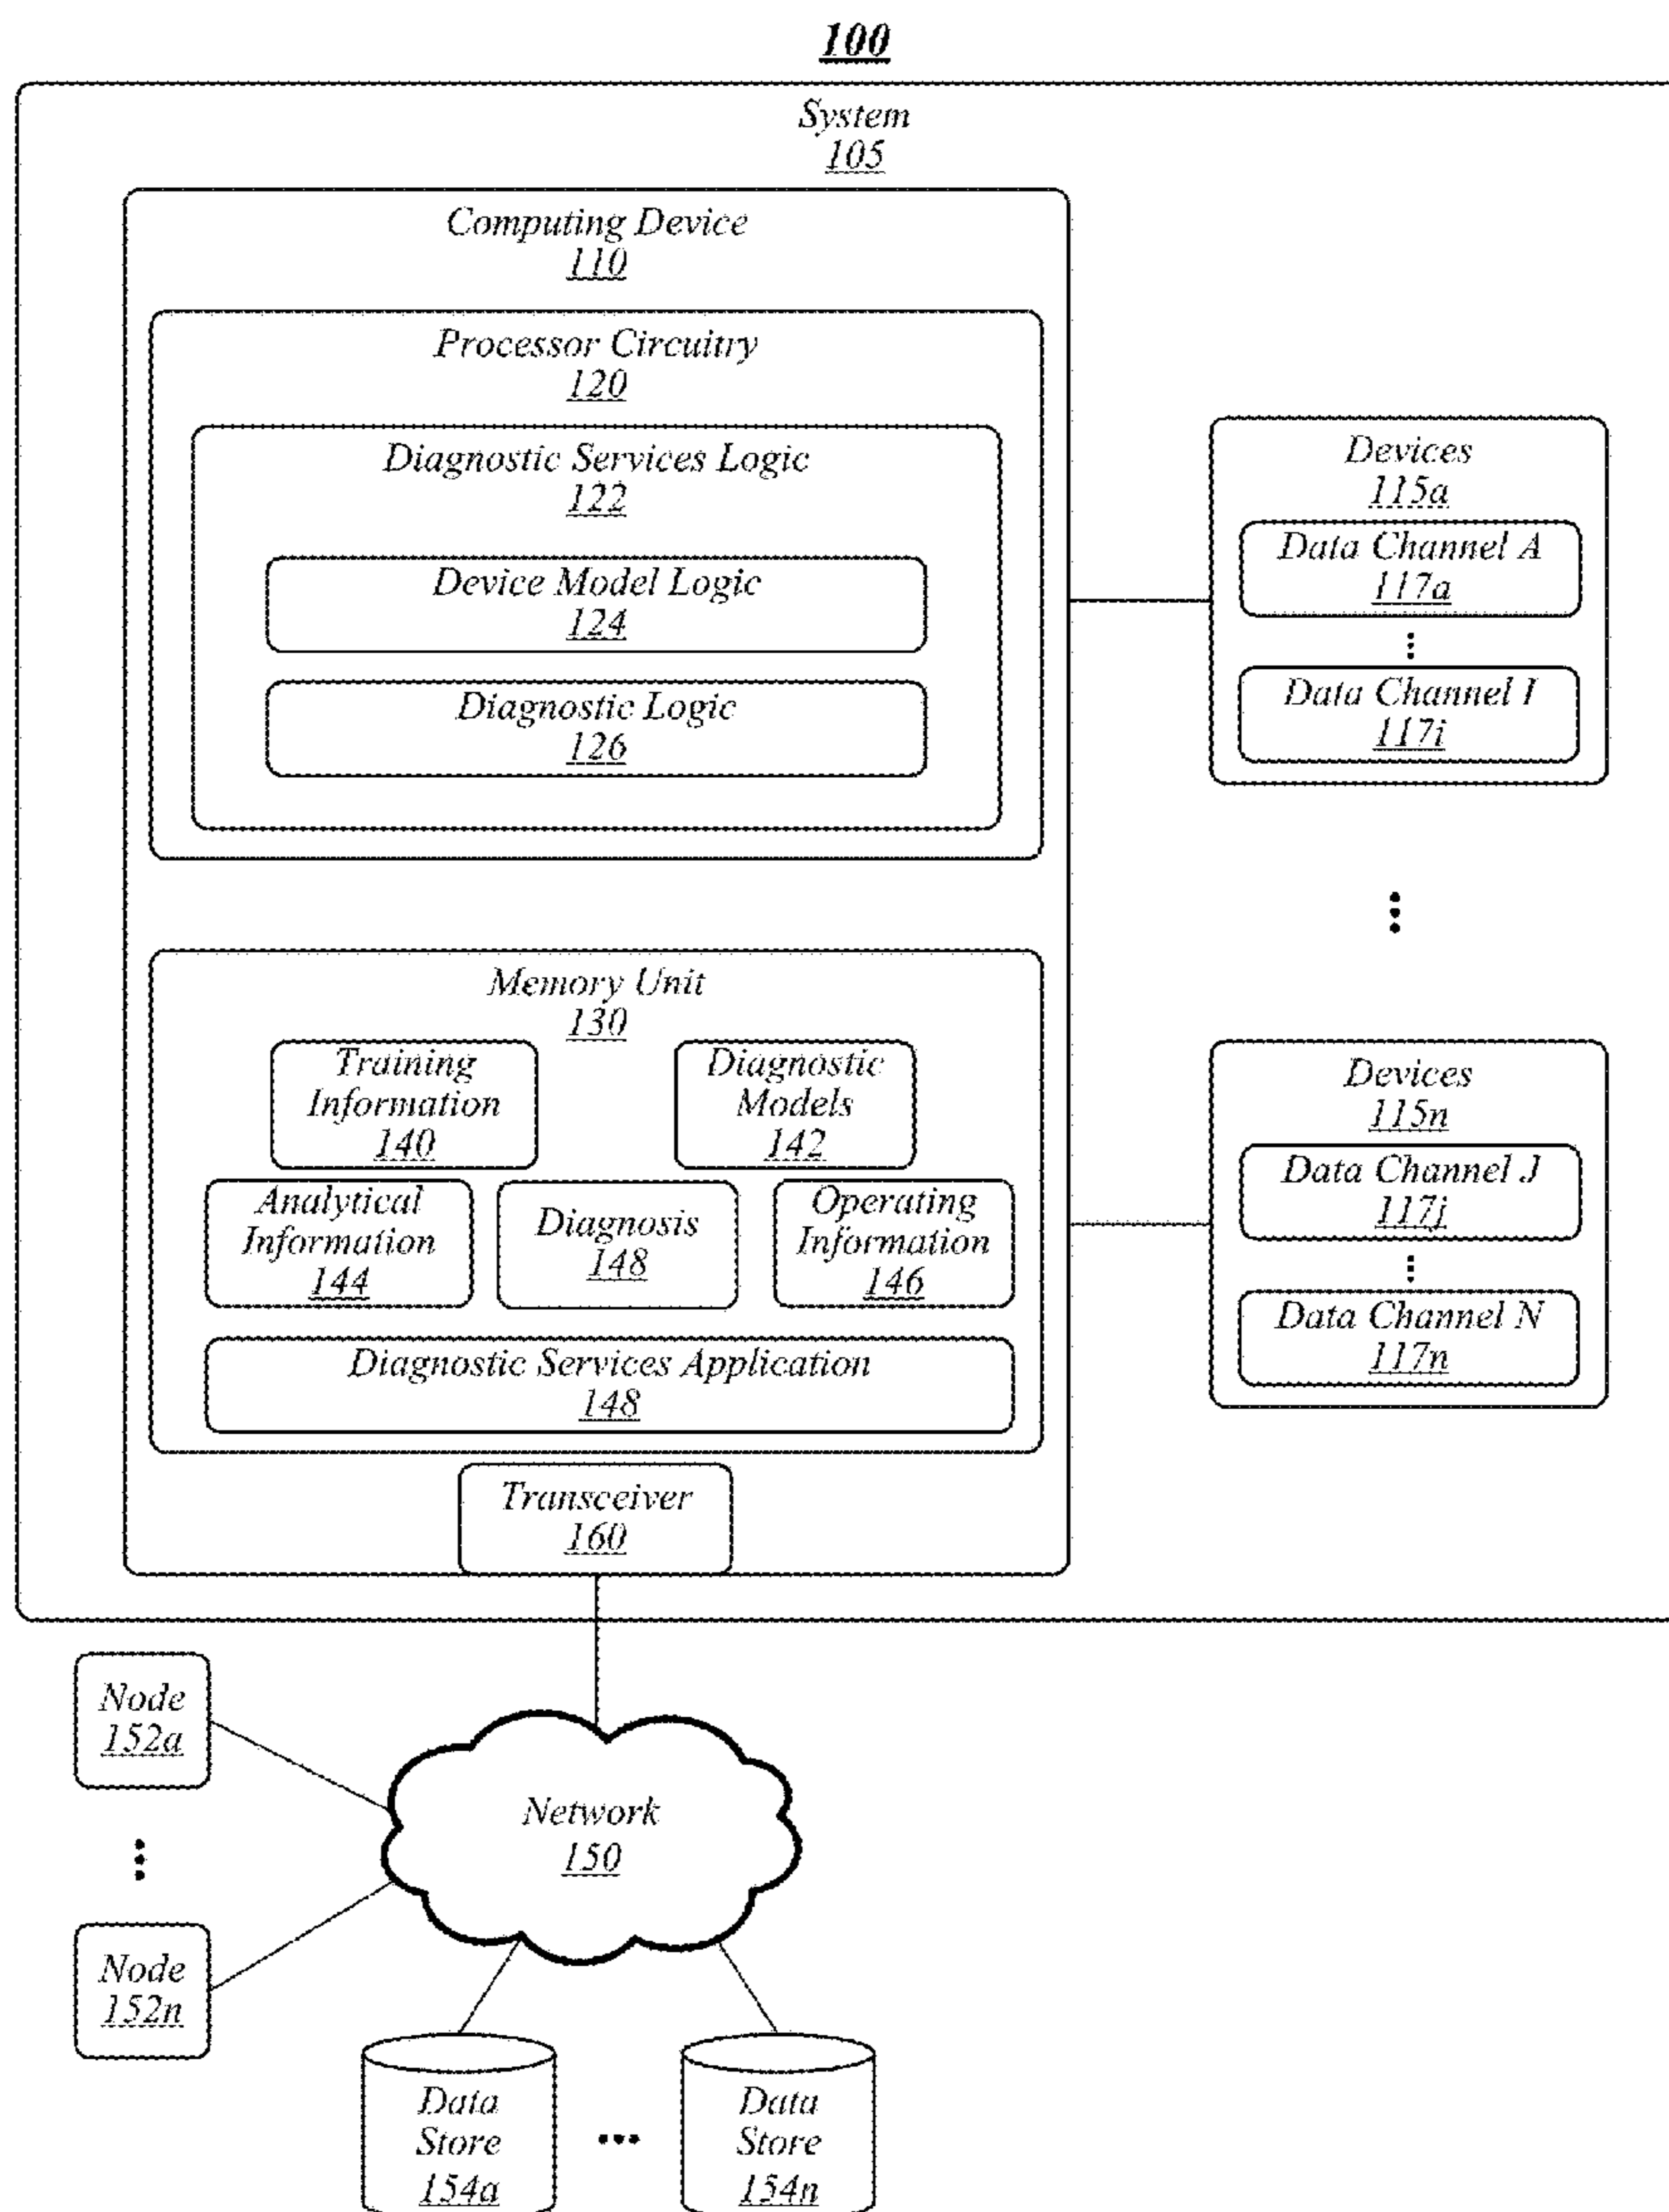 100
System
105
Computing Device
110
Processor Circuitry
120
Diagnostic Services Logic
122
Device Model Logic
124
Diagnostic Logic
126
Devices
115a
Data Channel A
117a
Data Channel I
117i
Memory Unit
130
Training
Information
140
Diagnostic
Models
142
Analytical
Information
144
Diagnosis
148
Operating
Information
146
Diagnostic Services Application
148
Transceiver
160
Devices
115n
Data Channel J
117j
Data Channel N
117n
Node
152a
Node
152n
Network
150
Data
Store
154a
Data
Store
154n